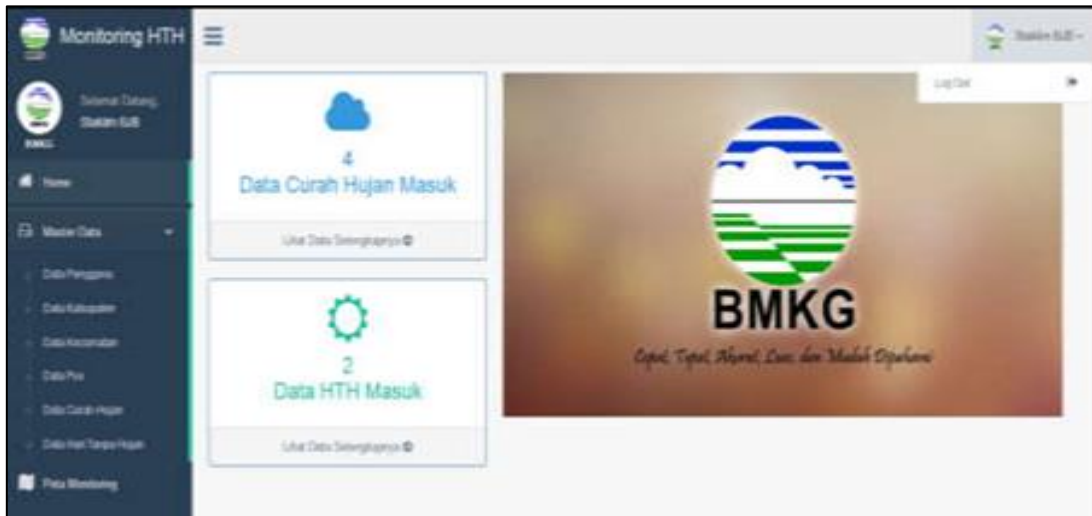 Monitoring HTH
Selamat Datang,
BMKG
Home
Master Data
Data Pengguna
Data Kabupaten
Data Kecamatan
Data Pos
Data Curah Hujan
Data Hari Tanpa Hujan
Peta Monitoring
Log Out
4
Data Curah Hujan Masuk
Lihat Data Selengkapnya
2
Data HTH Masuk
Lihat Data Selengkapnya
BMKG
Cepat, Tepat, Akurat, Luas, dan Mudah Dipahami